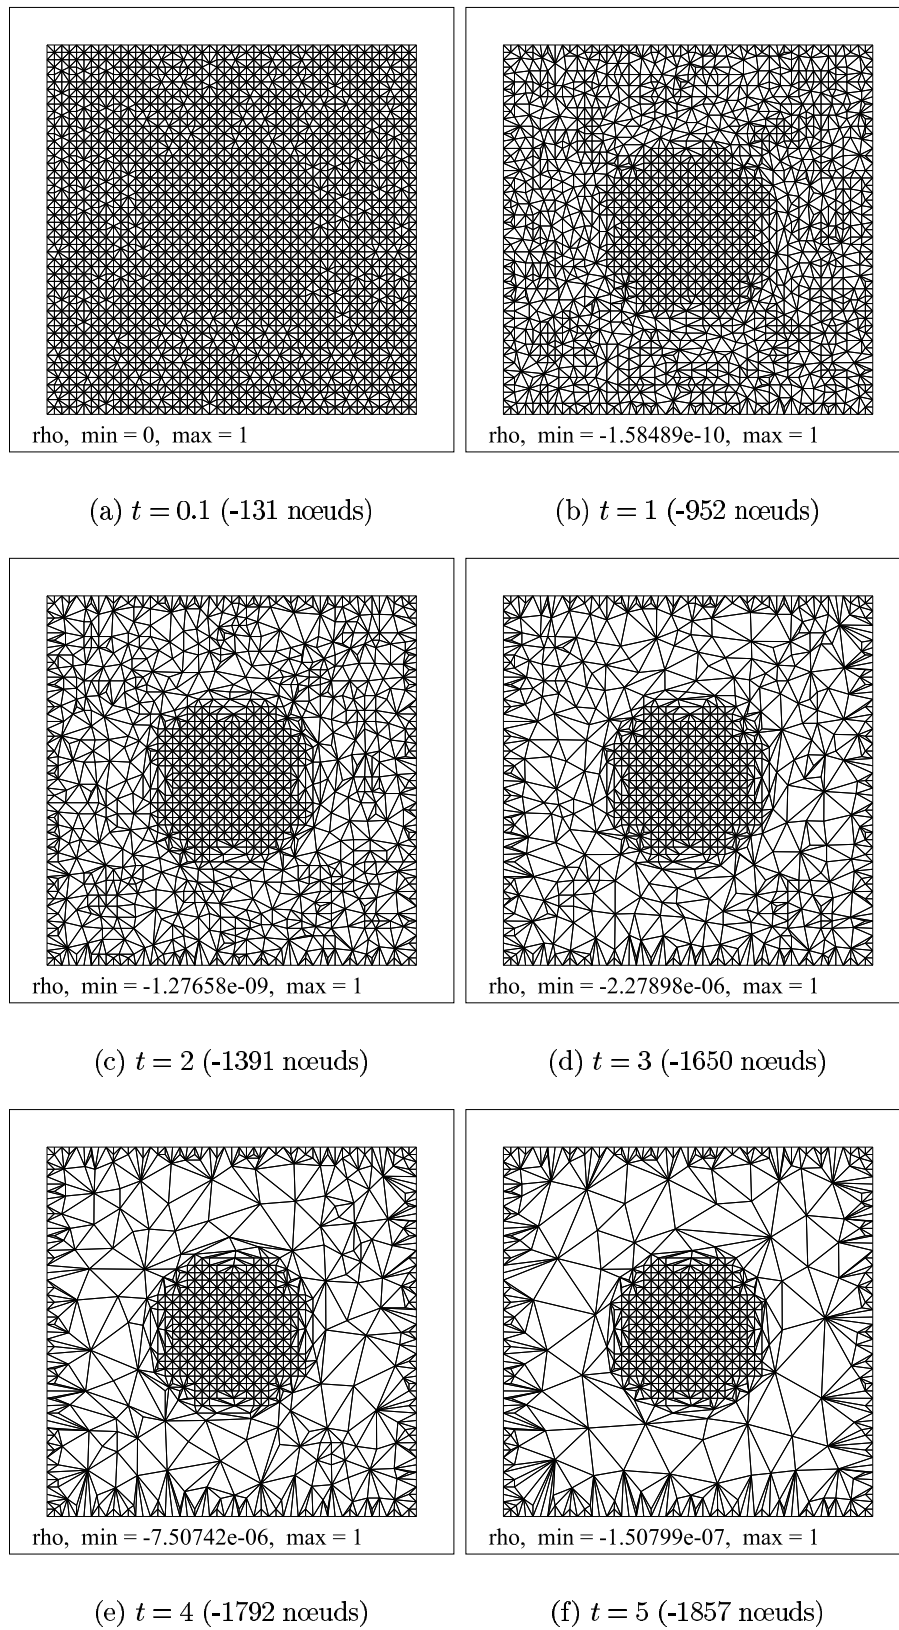 rho, min = 0, max = 1
rho, min = -1.58489e-10, max = 1
(a) t = 0.1 (-131 nœuds)
(b) t = 1 (-952 nœuds)
rho, min = -1.27658e-09, max = 1
rho, min = -2.27898e-06, max = 1
(c) t = 2 (-1391 nœuds)
(d) t = 3 (-1650 nœuds)
rho, min = -7.50742e-06, max = 1
rho, min = -1.50799e-07, max = 1
(e) t = 4 (-1792 nœuds)
(f) t = 5 (-1857 nœuds)